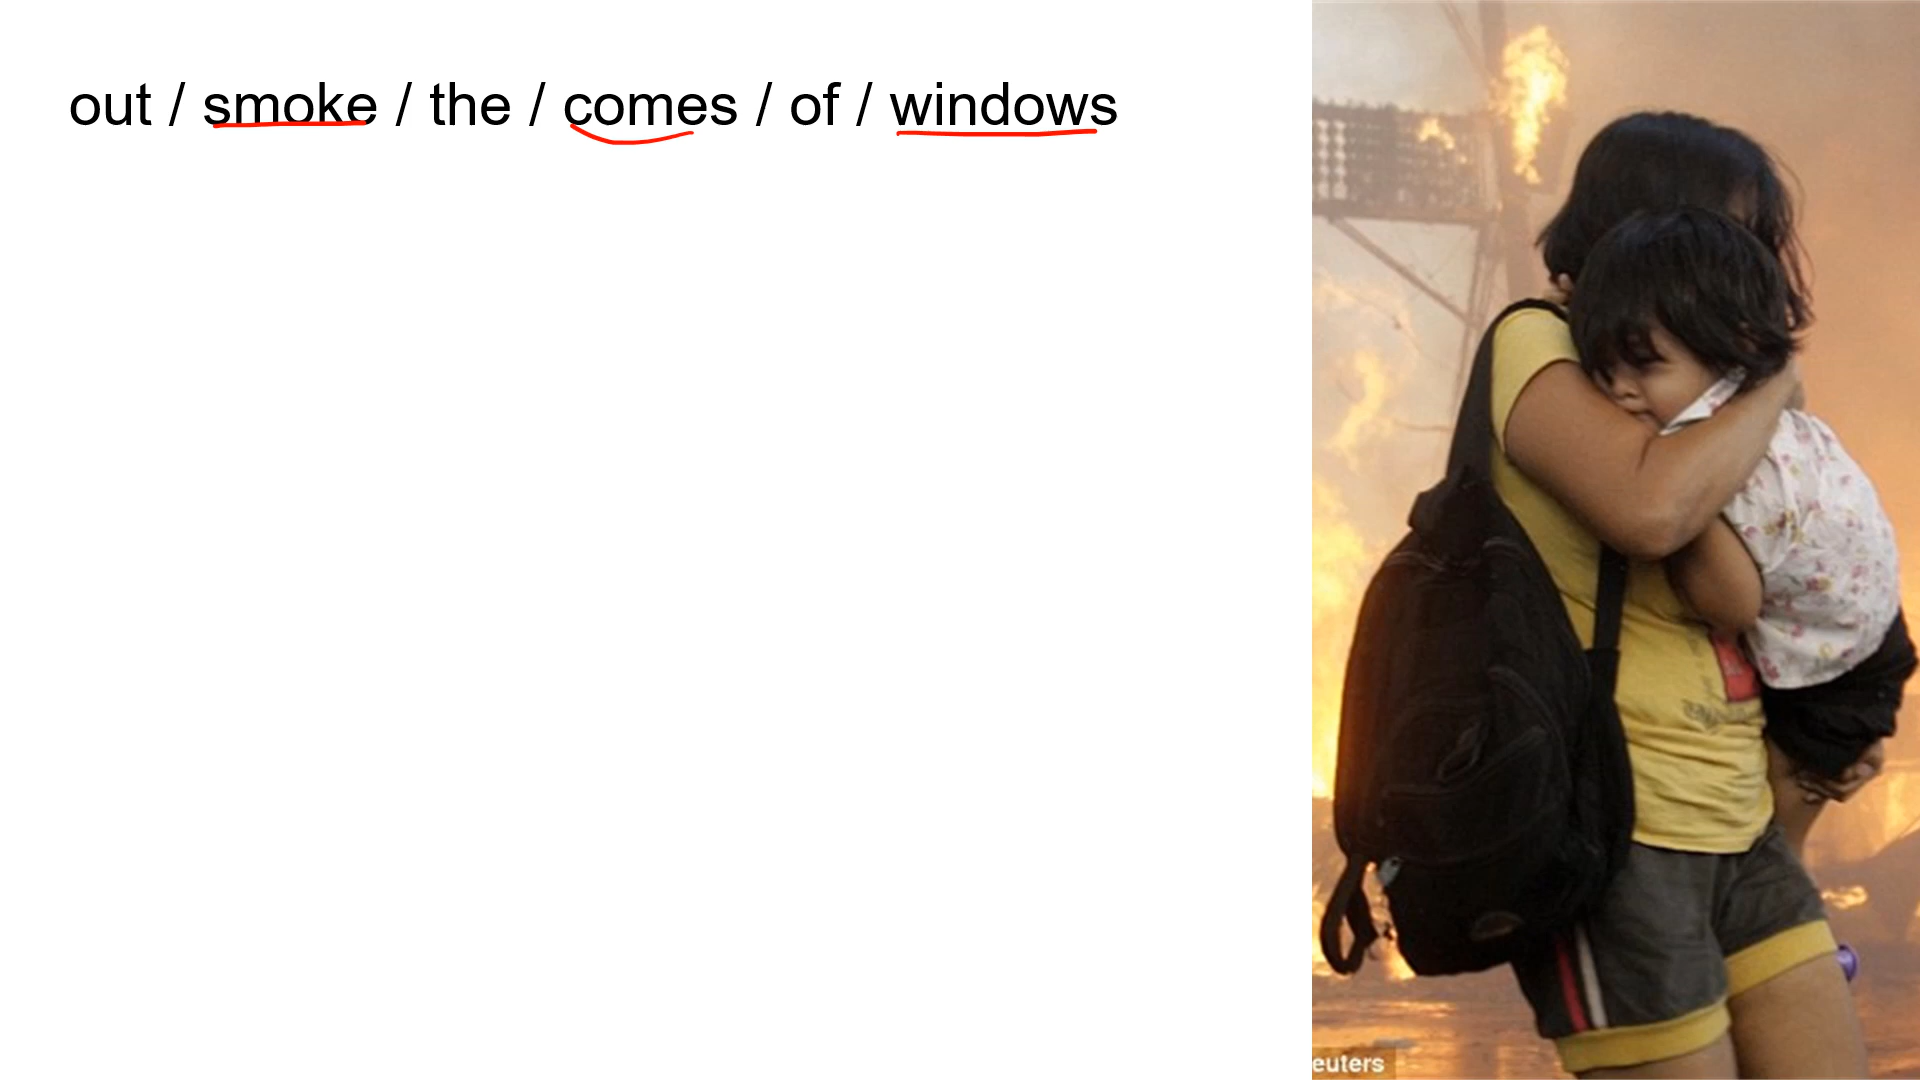 out / smoke / the / comes / of / windows
euters